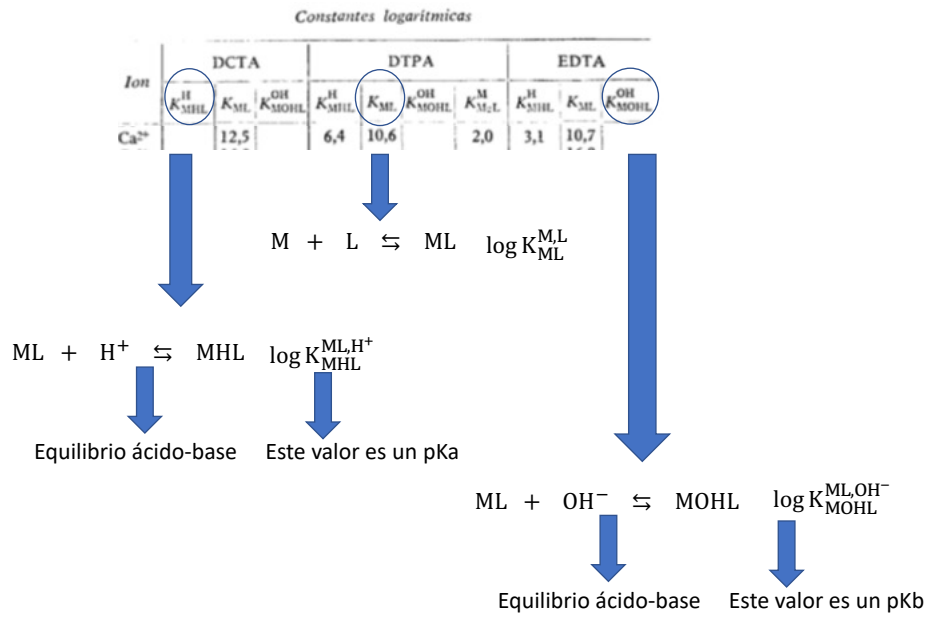 Constantes logarítmicas
Ion DCTA DTPA EDTA
K^H_MHL K_ML K^OH_MOHL K^H_MHL K_ML K^OH_MOHL K^M_M₂L K^H_MHL K_ML K^OH_MOHL
Ca²⁺ 12,5 6,4 10,6 2,0 3,1 10,7
M + L ⇆ ML log K^M,L_ML
ML + H⁺ ⇆ MHL log K^ML,H⁺_MHL
Equilibrio ácido-base Este valor es un pKa
ML + OH⁻ ⇆ MOHL log K^ML,OH⁻_MOHL
Equilibrio ácido-base Este valor es un pKb